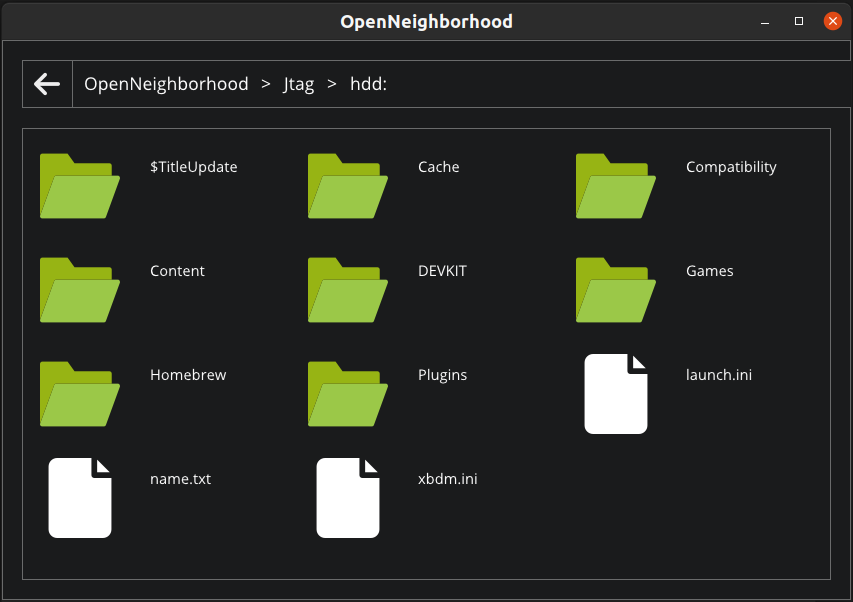 OpenNeighborhood
OpenNeighborhood > Jtag > hdd:
$TitleUpdate
Cache
Compatibility
Content
DEVKIT
Games
Homebrew
Plugins
launch.ini
name.txt
xbdm.ini